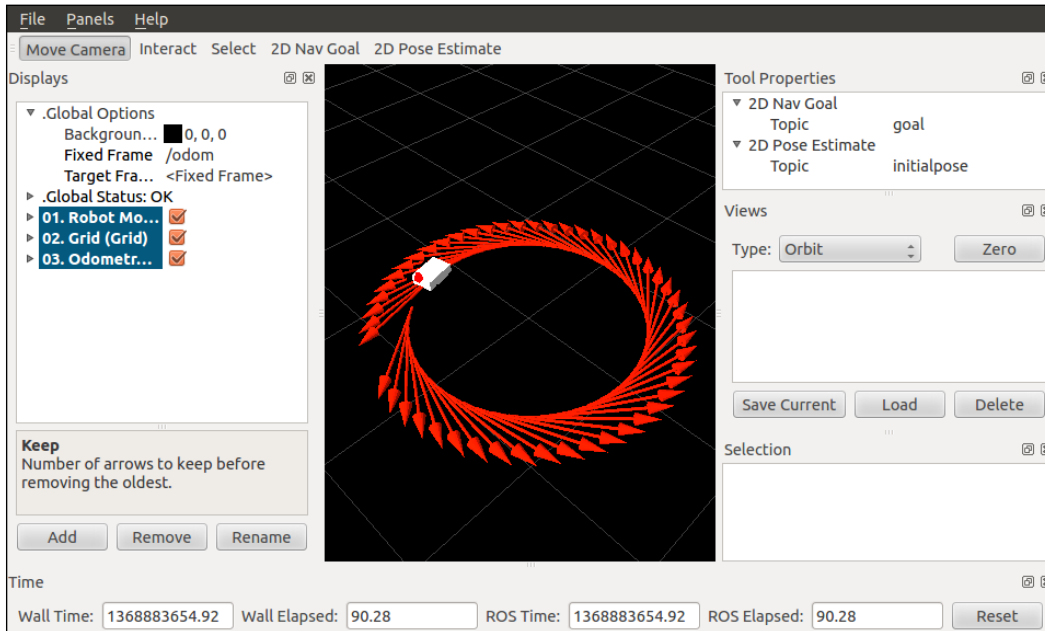 File Panels Help
Move Camera Interact Select 2D Nav Goal 2D Pose Estimate
Displays
.Global Options
Backgroun... 0, 0, 0
Fixed Frame /odom
Target Fra... <Fixed Frame>
.Global Status: OK
01. Robot Mo...
02. Grid (Grid)
03. Odometr...
Keep
Number of arrows to keep before
removing the oldest.
Add Remove Rename
Tool Properties
2D Nav Goal
Topic goal
2D Pose Estimate
Topic initialpose
Views
Type: Orbit Zero
Save Current Load Delete
Selection
Time
Wall Time: 1368883654.92 Wall Elapsed: 90.28 ROS Time: 1368883654.92 ROS Elapsed: 90.28 Reset